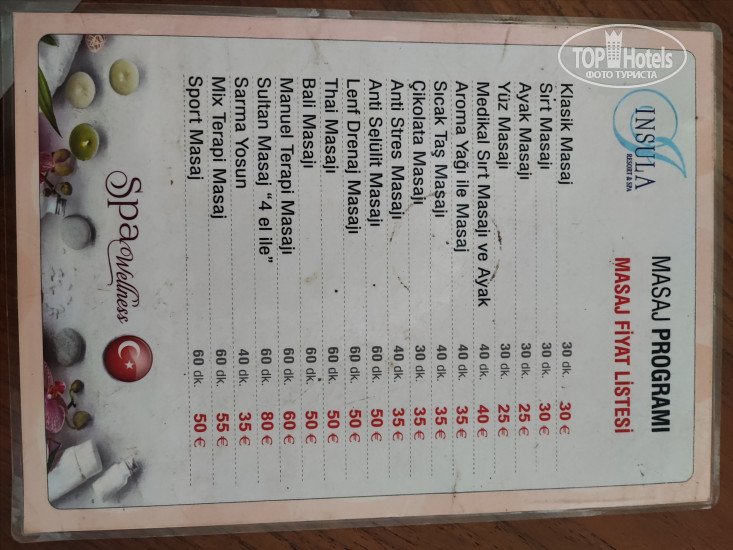 TOP Hotels
ФОТО ТУРИСТА
INSULA
RESORT & SPA
MASAJ PROGRAMI
MASAJ FİYAT LİSTESİ
Klasik Masaj 30 dk. 30 €
Sırt Masajı 30 dk. 30 €
Ayak Masajı 30 dk. 25 €
Yüz Masajı 30 dk. 25 €
Medikal Sırt Masajı ve Ayak 40 dk. 40 €
Aroma Yağı ile Masaj 40 dk. 35 €
Sıcak Taş Masajı 40 dk. 35 €
Çikolata Masajı 30 dk. 35 €
Anti Stres Masajı 40 dk. 35 €
Anti Selülit Masajı 60 dk. 50 €
Lenf Drenaj Masajı 60 dk. 50 €
Thai Masajı 60 dk. 50 €
Bali Masajı 60 dk. 50 €
Manuel Terapi Masajı 60 dk. 60 €
Sultan Masaj “4 el ile” 60 dk. 80 €
Sarma Yosun 40 dk. 35 €
Mix Terapi Masaj 60 dk. 55 €
Sport Masaj 60 dk. 50 €
Spa Wellness